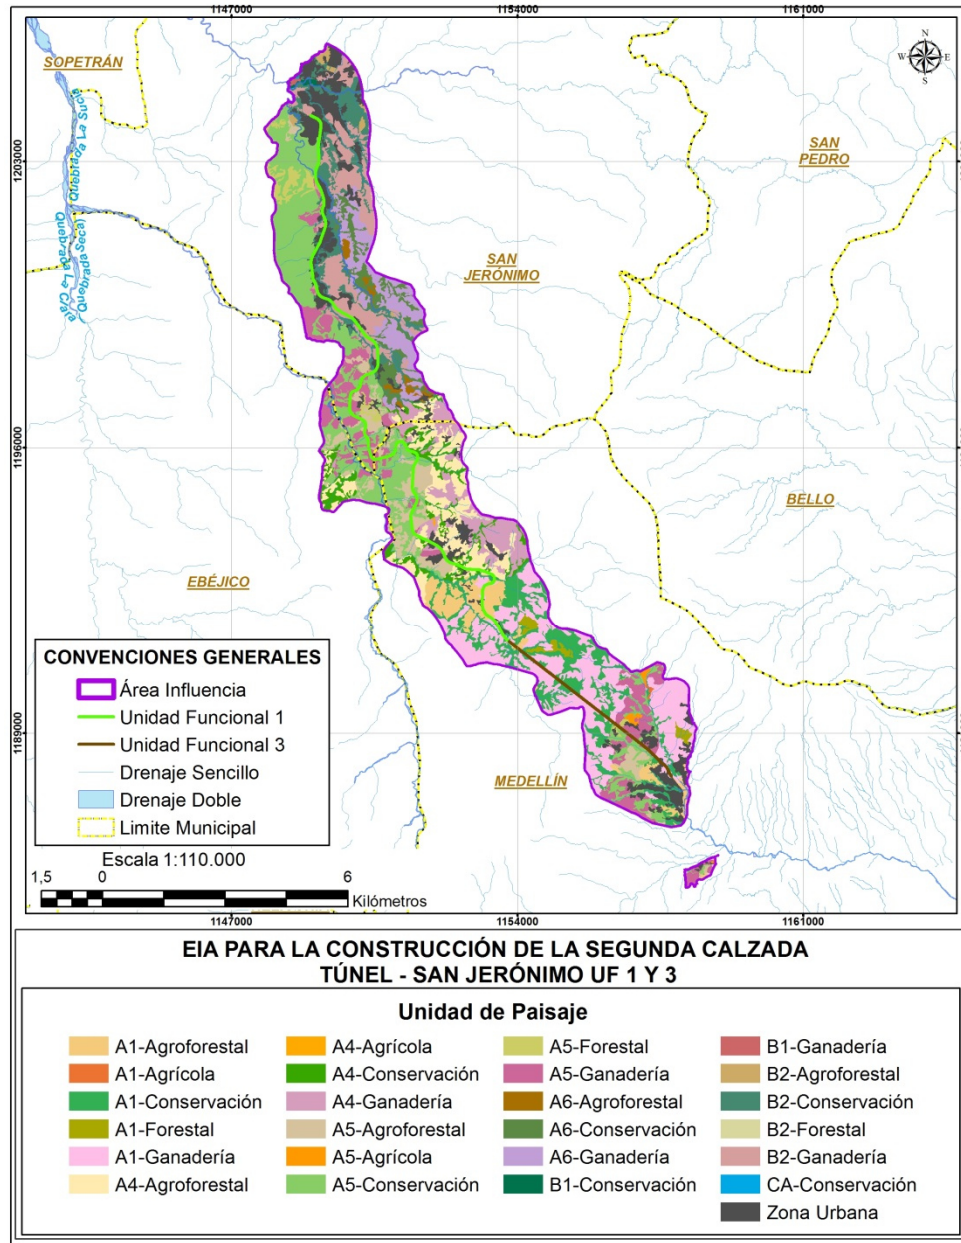 1147000 1154000 1161000
N
W E
S
SOPETRÁN
Quebrada La Sucia
SAN
PEDRO
1203000
Quebrada Seca)
Quebrada La Clara
SAN
JERÓNIMO
1196000
BELLO
EBÉJICO
1189000
MEDELLÍN
CONVENCIONES GENERALES
Área Influencia
Unidad Funcional 1
Unidad Funcional 3
Drenaje Sencillo
Drenaje Doble
Limite Municipal
Escala 1:110.000
1,5 0 6
Kilómetros
1147000 1154000 1161000
EIA PARA LA CONSTRUCCIÓN DE LA SEGUNDA CALZADA
TÚNEL - SAN JERÓNIMO UF 1 Y 3
Unidad de Paisaje
A1-Agroforestal
A1-Agrícola
A1-Conservación
A1-Forestal
A1-Ganadería
A4-Agroforestal
A4-Agrícola
A4-Conservación
A4-Ganadería
A5-Agroforestal
A5-Agrícola
A5-Conservación
A5-Forestal
A5-Ganadería
A6-Agroforestal
A6-Conservación
A6-Ganadería
B1-Conservación
B1-Ganadería
B2-Agroforestal
B2-Conservación
B2-Forestal
B2-Ganadería
CA-Conservación
Zona Urbana